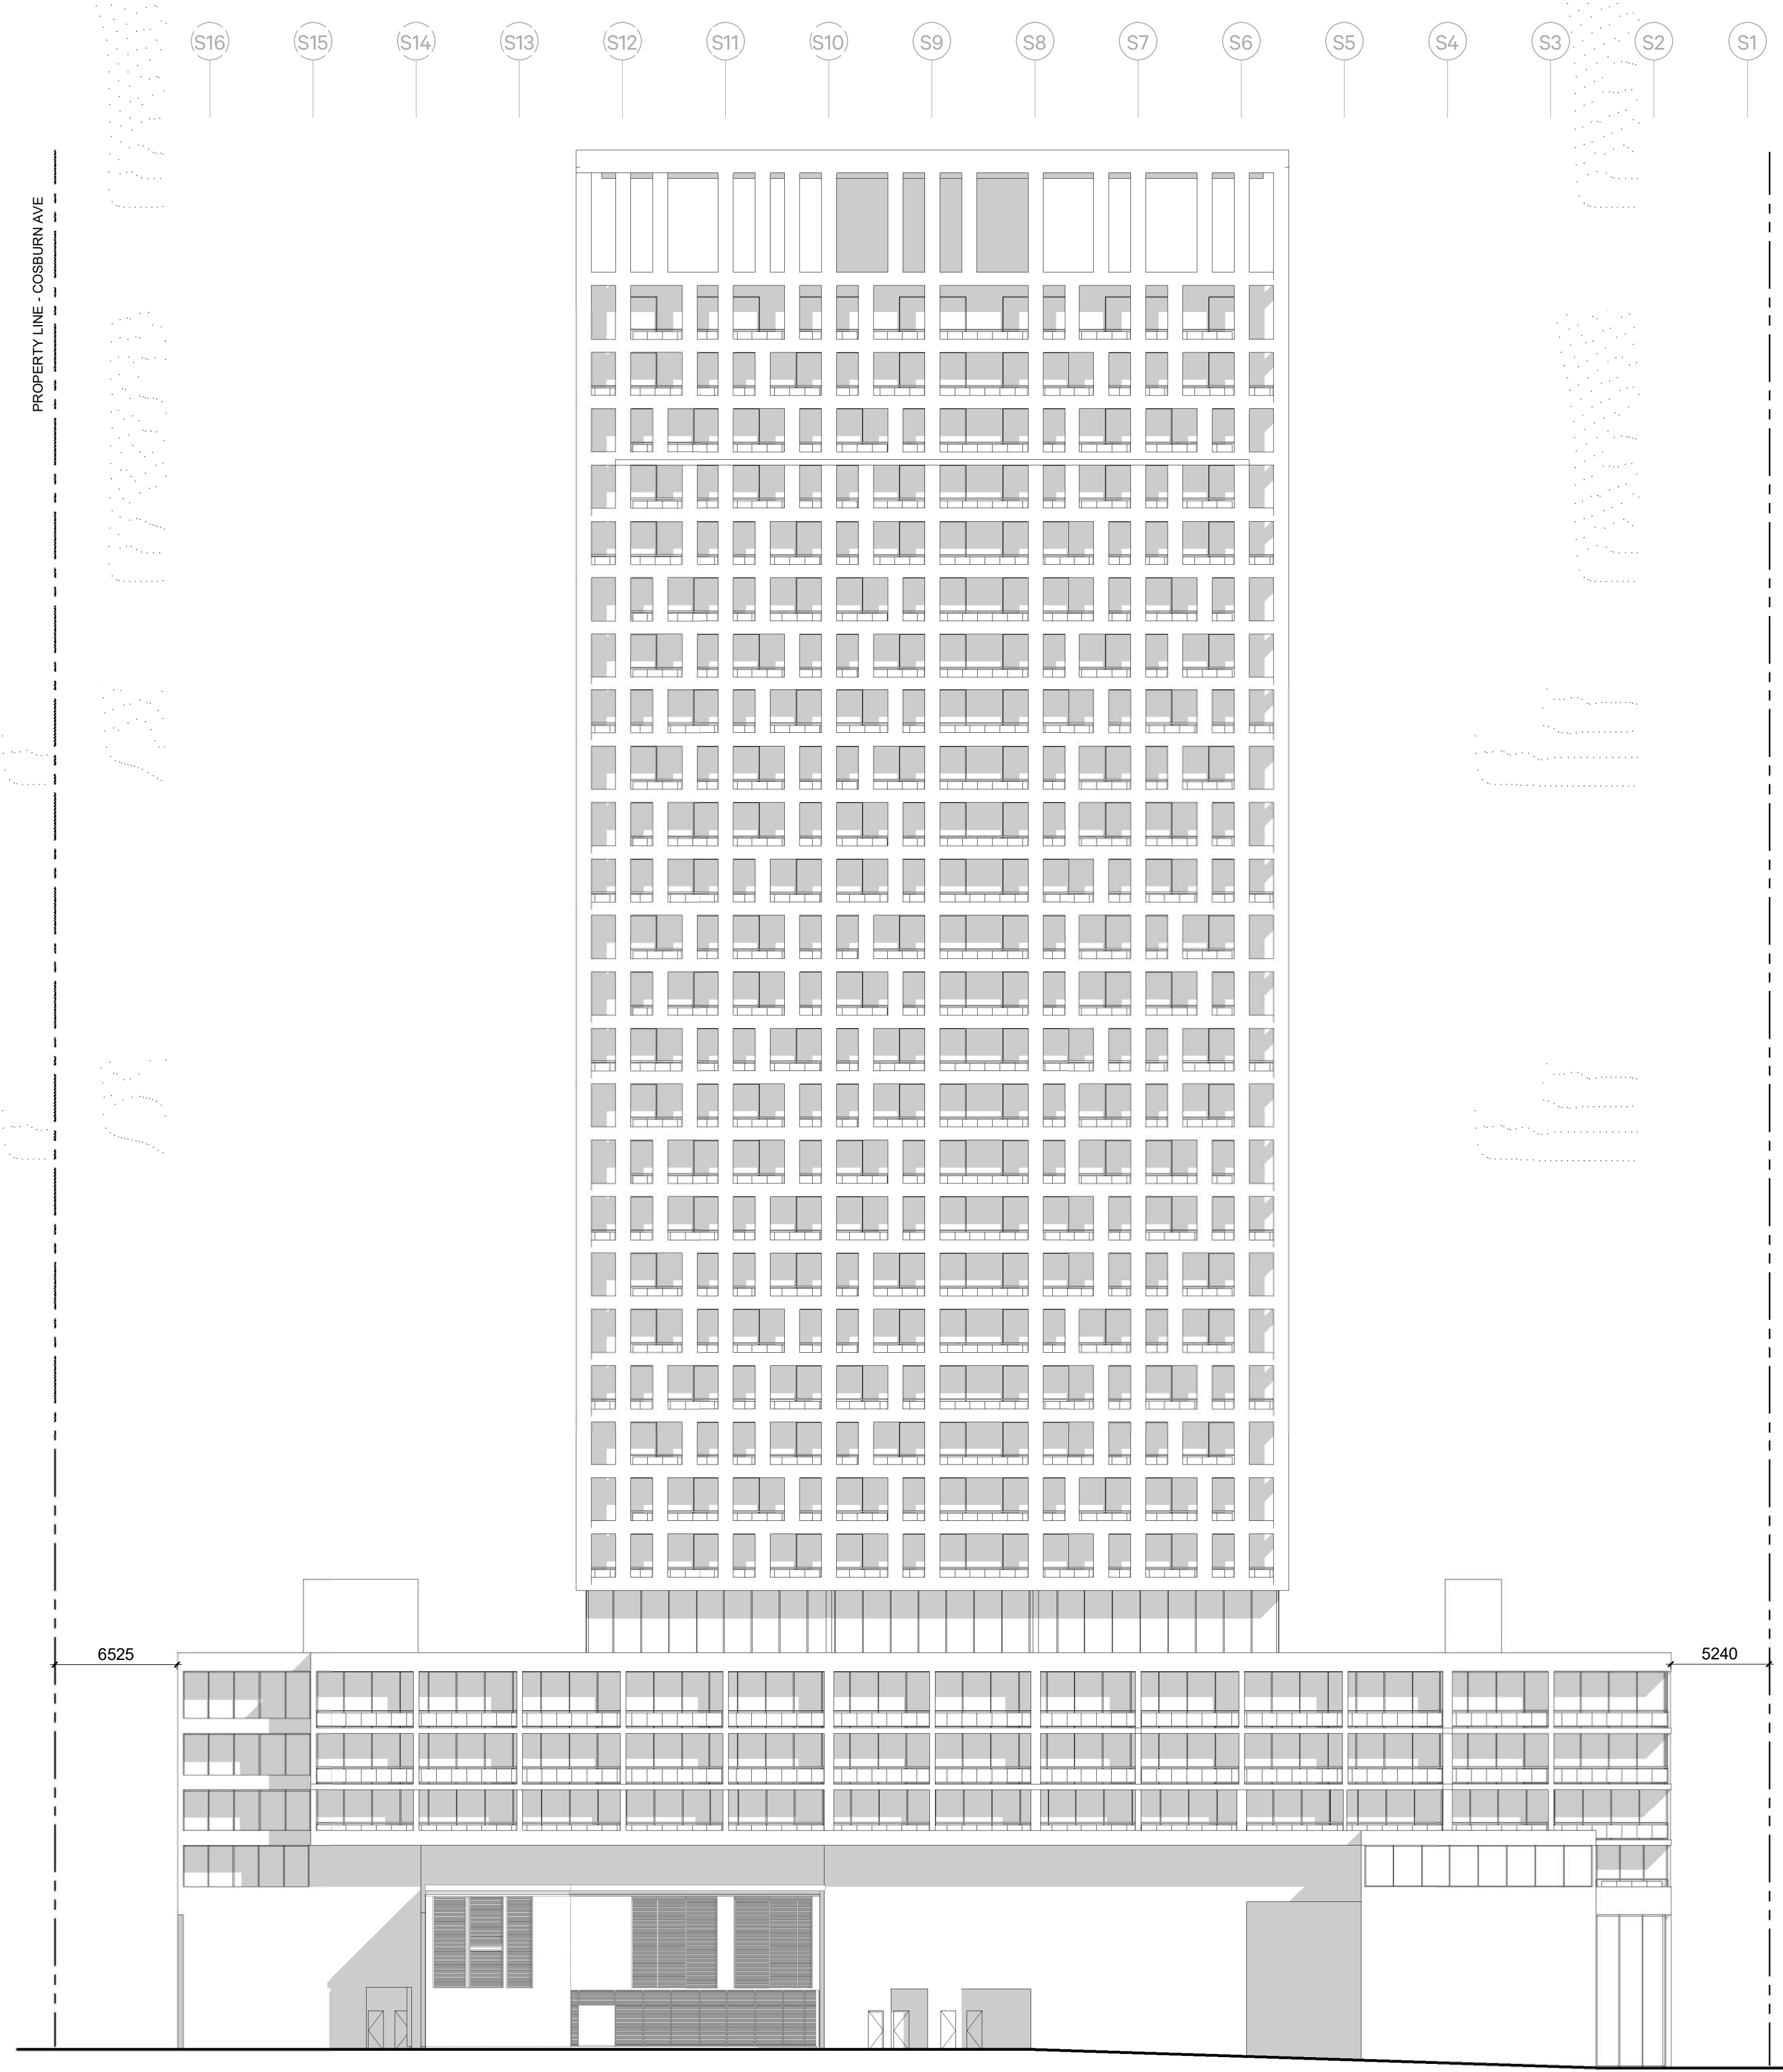 S16 S15 S14 S13 S12 S11 S10 S9 S8 S7 S6 S5 S4 S3 S2 S1
PROPERTY LINE - COSBURN AVE
6525
5240